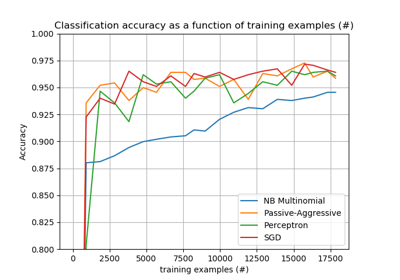 Classification accuracy as a function of training examples (#)
1.000
0.975
0.950
0.925
0.900
0.875
0.850
0.825
0.800
Accuracy
NB Multinomial
Passive-Aggressive
Perceptron
SGD
0 2500 5000 7500 10000 12500 15000 17500
training examples (#)